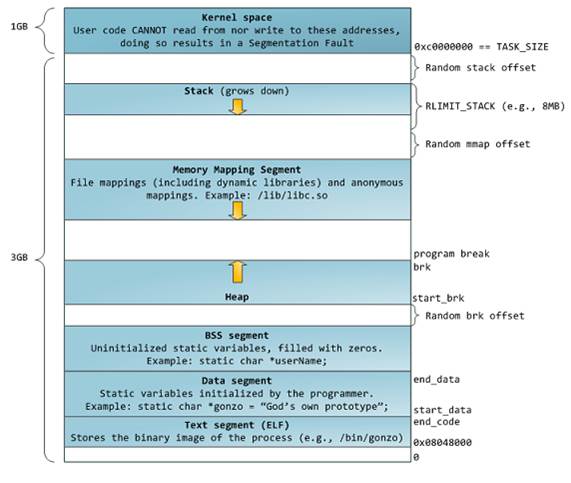 Kernel space
1GB
User code CANNOT read from nor write to these addresses,
doing so results in a Segmentation Fault
0xc0000000 == TASK_SIZE
Random stack offset
Stack (grows down)
RLIMIT_STACK (e.g., 8MB)
Random mmap offset
Memory Mapping Segment
File mappings (including dynamic libraries) and anonymous
mappings. Example: /lib/libc.so
3GB
program break
brk
Heap
start_brk
Random brk offset
BSS segment
Uninitialized static variables, filled with zeros.
Example: static char *userName;
Data segment
end_data
Static variables initialized by the programmer.
Example: static char *gonzo = “God’s own prototype”;
start_data
end_code
Text segment (ELF)
Stores the binary image of the process (e.g., /bin/gonzo)
0x08048000
0